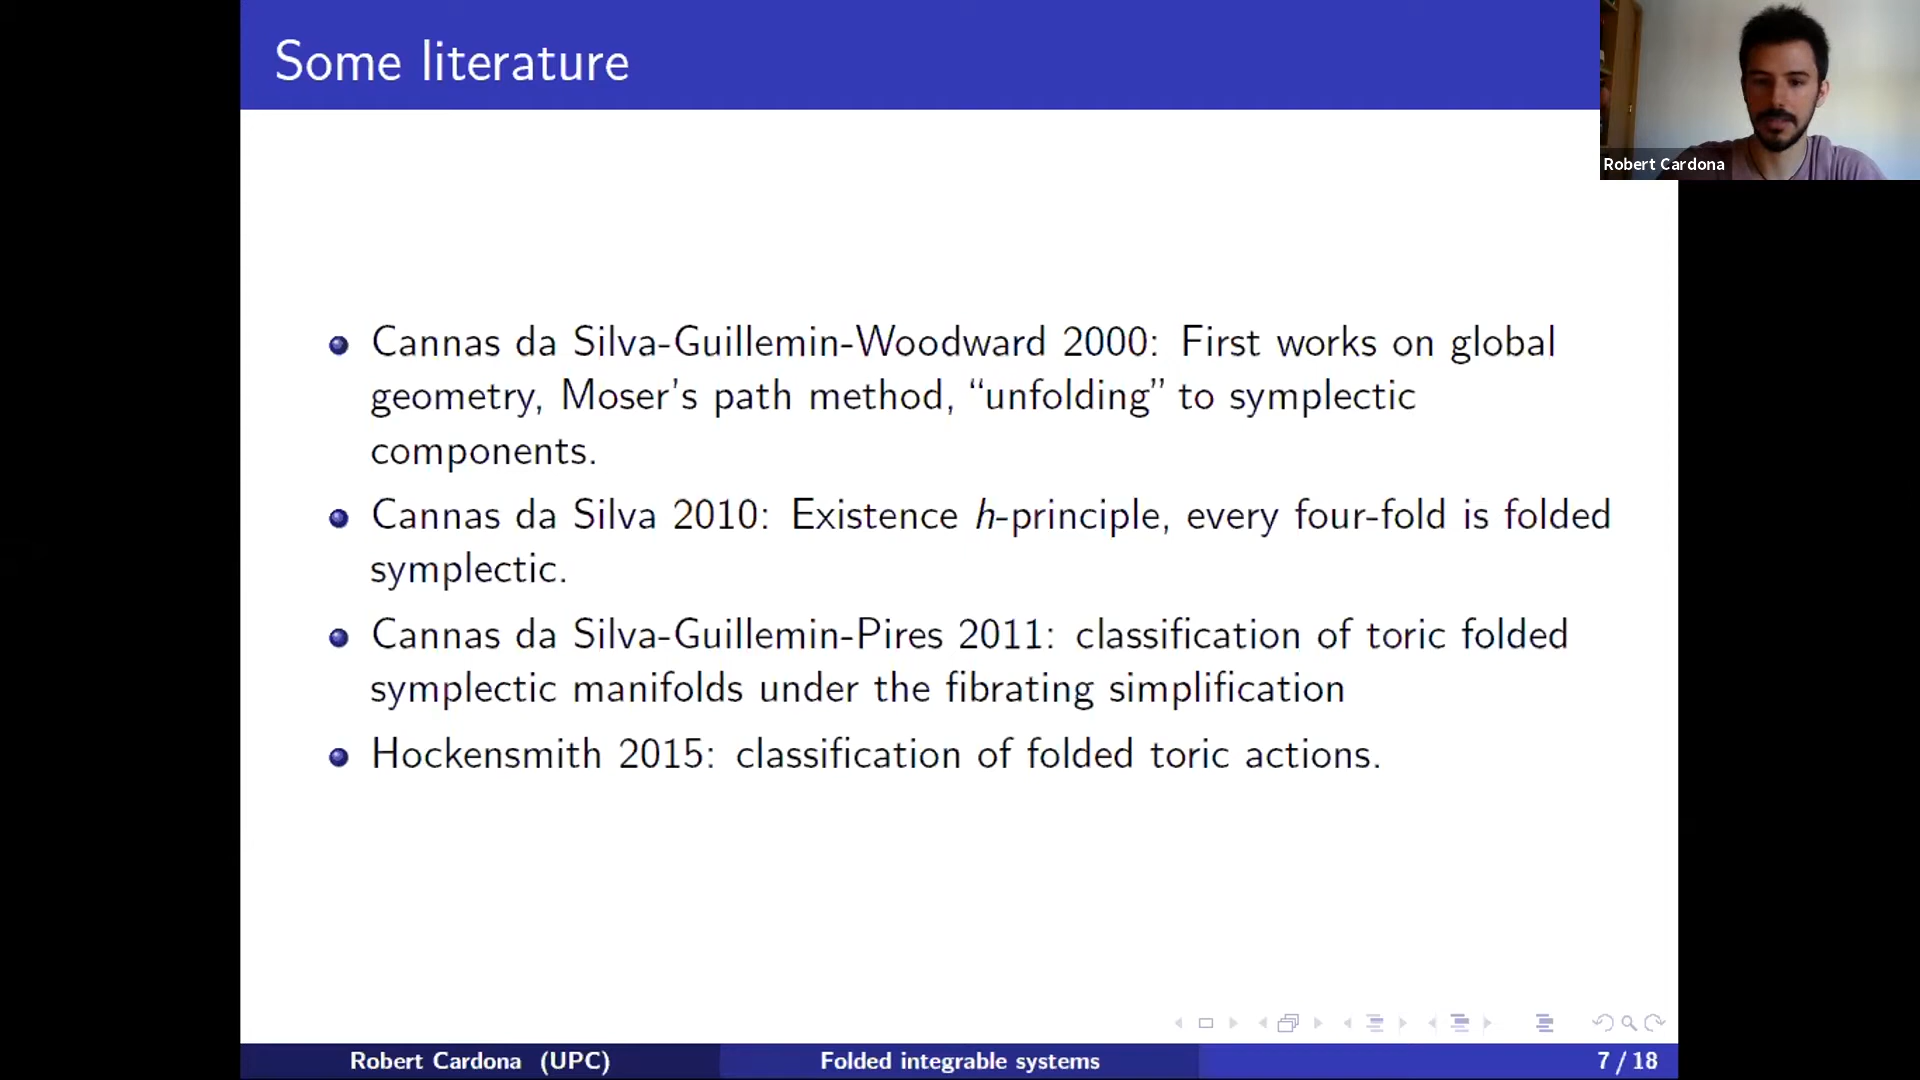 Some literature
Robert Cardona
Cannas da Silva-Guillemin-Woodward 2000: First works on global
geometry, Moser's path method, “unfolding” to symplectic
components.
Cannas da Silva 2010: Existence h-principle, every four-fold is folded
symplectic.
Cannas da Silva-Guillemin-Pires 2011: classification of toric folded
symplectic manifolds under the fibrating simplification
Hockensmith 2015: classification of folded toric actions.
Robert Cardona (UPC)
Folded integrable systems
7 / 18